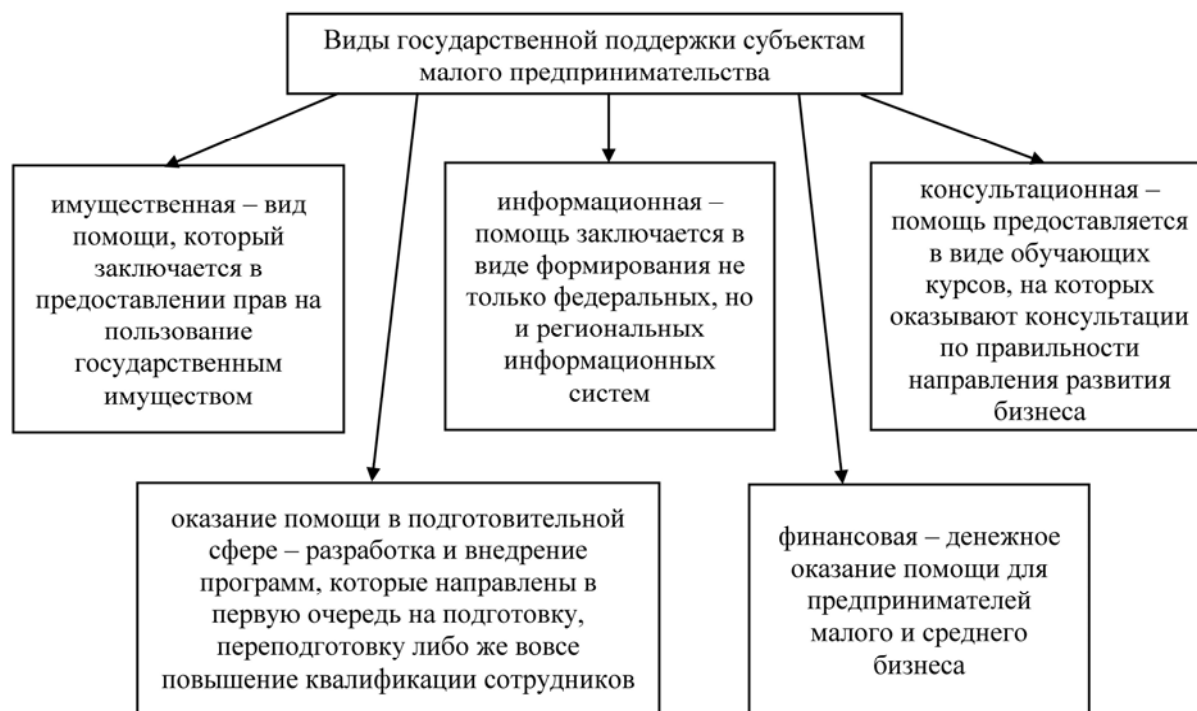 Виды государственной поддержки субъектам
малого предпринимательства
имущественная – вид
помощи, который
заключается в
предоставлении прав на
пользование
государственным
имуществом
информационная –
помощь заключается в
виде формирования не
только федеральных, но
и региональных
информационных
систем
консультационная –
помощь предоставляется
в виде обучающих
курсов, на которых
оказывают консультации
по правильности
направления развития
бизнеса
оказание помощи в подготовительной
сфере – разработка и внедрение
программ, которые направлены в
первую очередь на подготовку,
переподготовку либо же вовсе
повышение квалификации сотрудников
финансовая – денежное
оказание помощи для
предпринимателей
малого и среднего
бизнеса